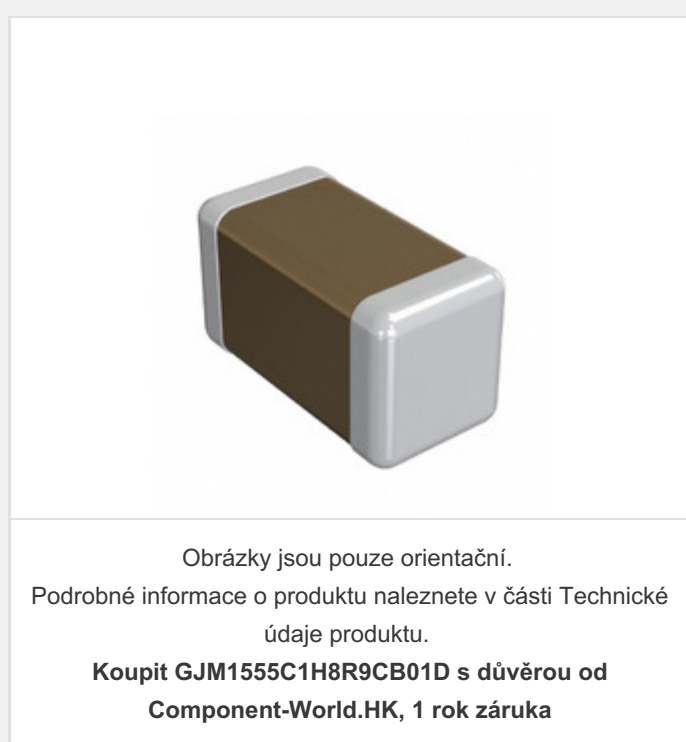 Obrázky jsou pouze orientační.
Podrobné informace o produktu naleznete v části Technické
údaje produktu.
Koupit GJM1555C1H8R9CB01D s důvěrou od
Component-World.HK, 1 rok záruka